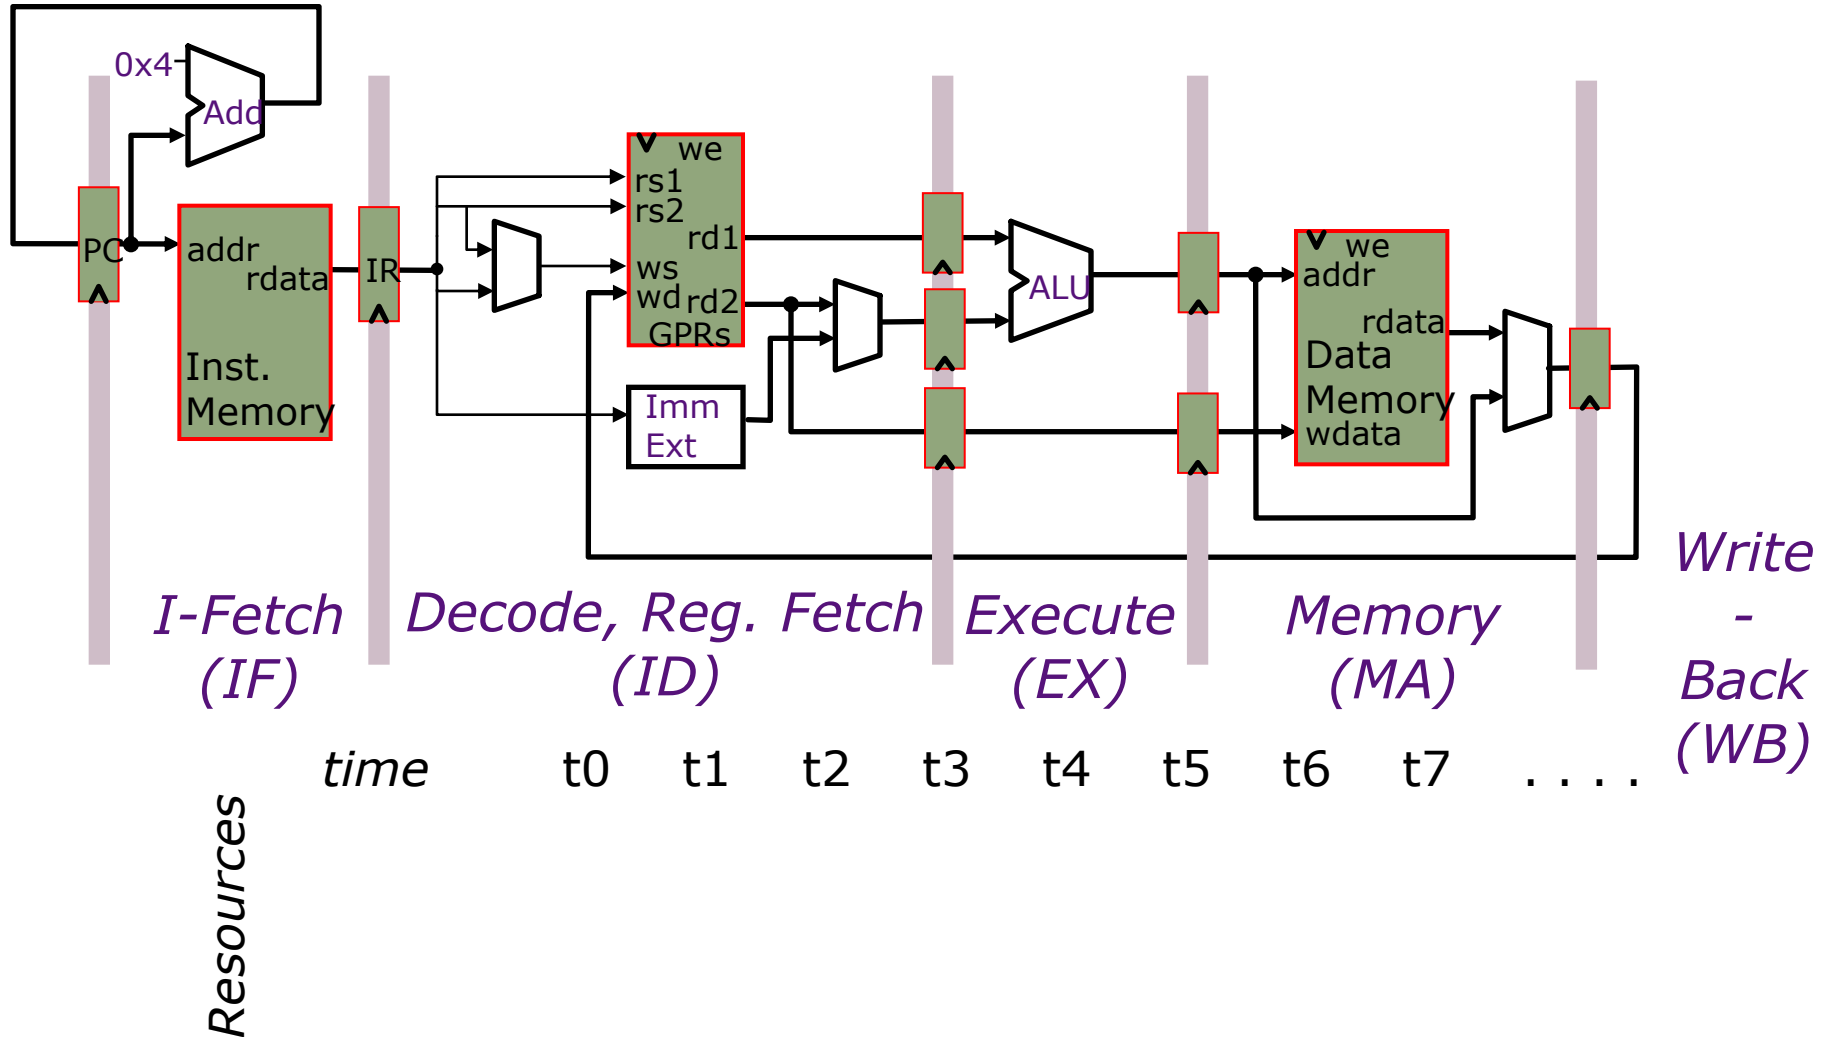 0x4
Add
PC
addr
rdata
Inst.
Memory
IR
we
rs1
rs2
rd1
ws
wd
rd2
GPRs
Imm
Ext
ALU
we
addr
rdata
Data
Memory
wdata
I-Fetch
(IF)
Decode, Reg. Fetch
(ID)
Execute
(EX)
Memory
(MA)
Write
-
Back
(WB)
time t0 t1 t2 t3 t4 t5 t6 t7 . . . .
Resources